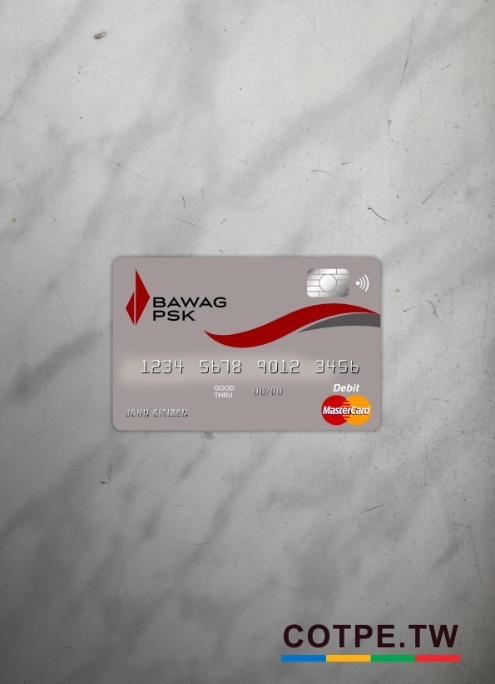 BAWAG
PSK
1234 5678 9012 3456
GOOD
THRU
00/00
Debit
JOHN CITIZEN
MasterCard
COTPE.TW